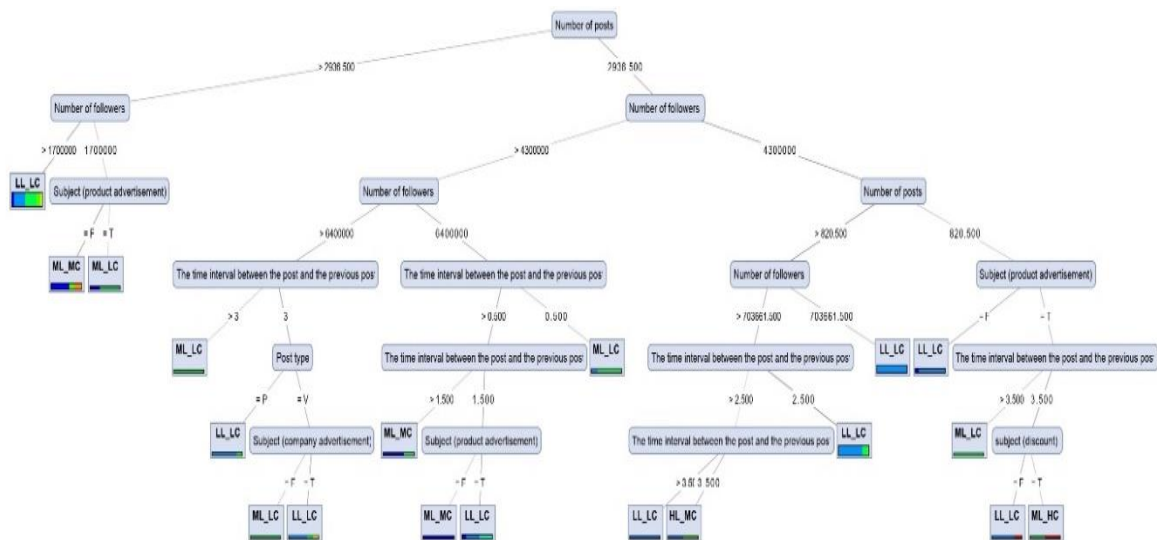 Number of posts
> 2936.500 2936.500
Number of followers Number of followers
> 1700000 1700000 > 4300000 4300000
LL_LC Subject (product advertisement) Number of followers Number of posts
= F = T > 6400000 6400000 > 820.500 820.500
ML_MC ML_LC The time interval between the post and the previous pos The time interval between the post and the previous pos Number of followers Subject (product advertisement)
> 3 3 > 0.500 0.500 > 703661.500 703661.500 = F = T
ML_LC Post type The time interval between the post and the previous pos ML_LC The time interval between the post and the previous pos LL_LC LL_LC The time interval between the post and the previous pos
= P = V > 1.500 1.500 > 2.500 2.500 > 3.500 3.500
LL_LC Subject (company advertisement) ML_MC Subject (product advertisement) The time interval between the post and the previous pos LL_LC ML_LC subject (discount)
= F = T = F = T 3.500 = F = T
ML_LC LL_LC ML_MC LL_LC LL_LC HL_MC LL_LC ML_HC